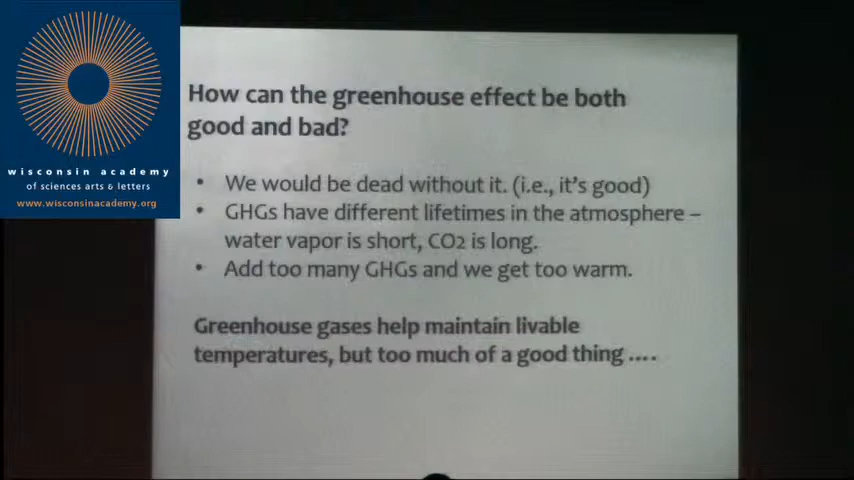 wisconsin academy
of sciences arts & letters
www.wisconsinacademy.org
How can the greenhouse effect be both
good and bad?
• We would be dead without it. (i.e., it's good)
• GHGs have different lifetimes in the atmosphere –
water vapor is short, CO2 is long.
• Add too many GHGs and we get too warm.
Greenhouse gases help maintain livable
temperatures, but too much of a good thing ....